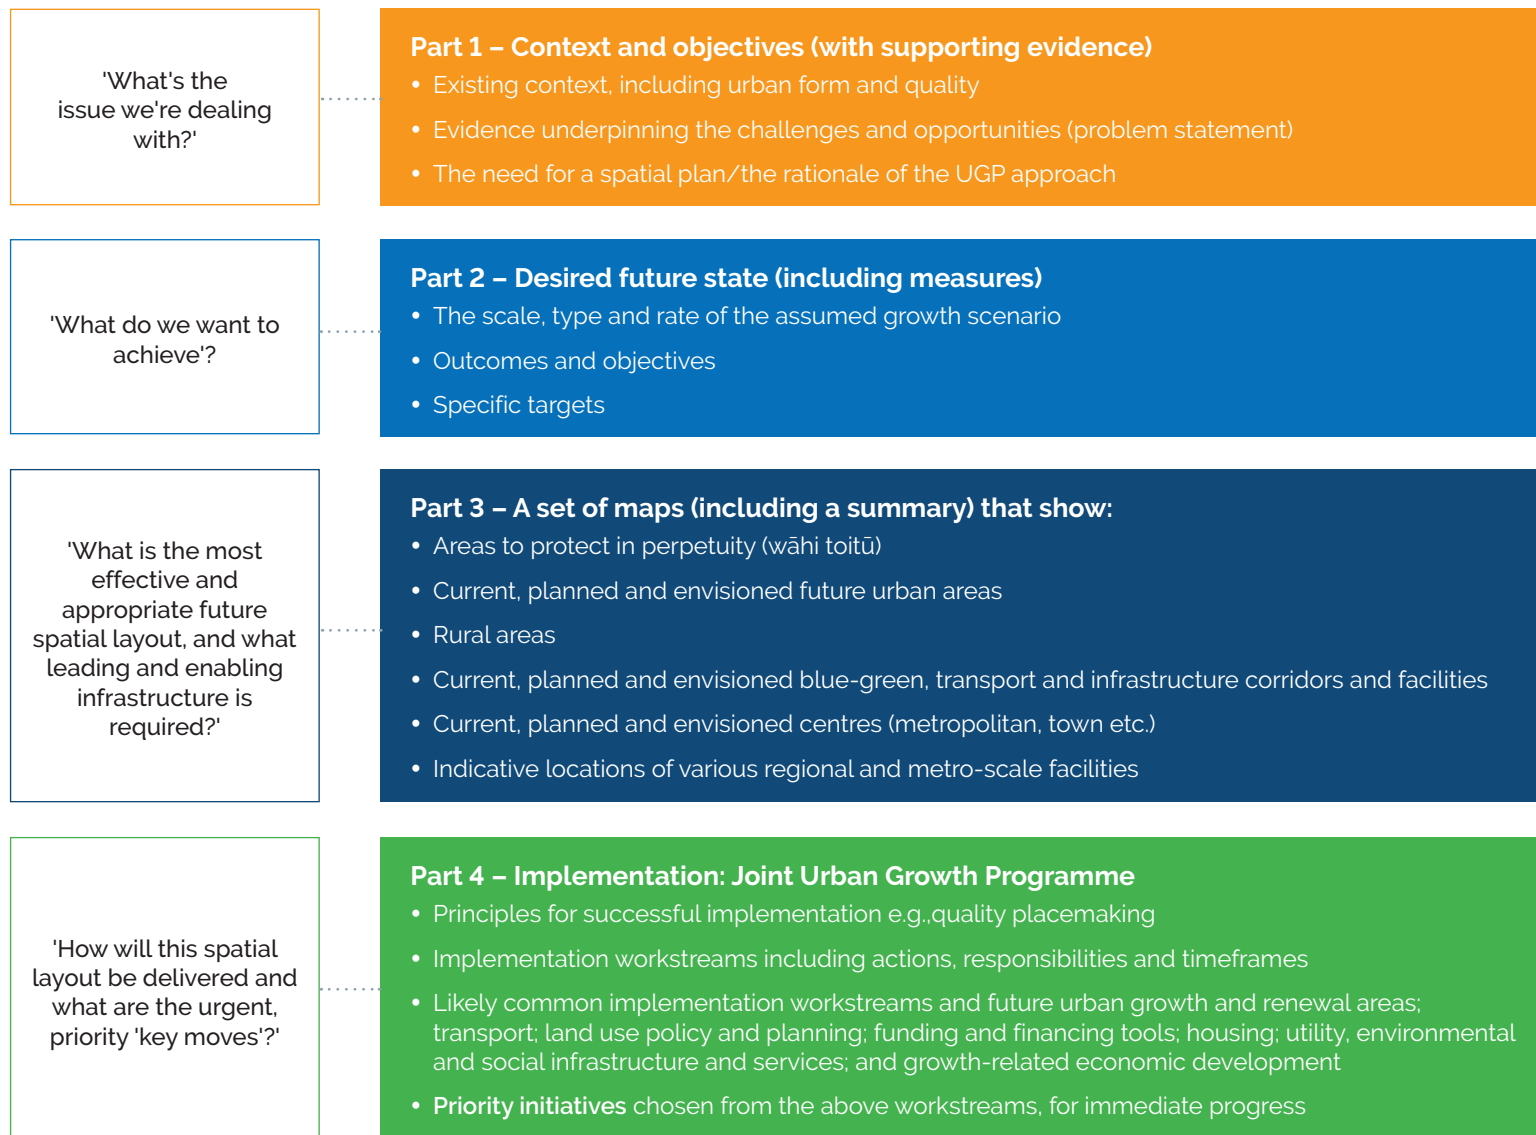 'What's the
issue we're dealing
with?'
Part 1 – Context and objectives (with supporting evidence)
• Existing context, including urban form and quality
• Evidence underpinning the challenges and opportunities (problem statement)
• The need for a spatial plan/the rationale of the UGP approach
'What do we want to
achieve'?
Part 2 – Desired future state (including measures)
• The scale, type and rate of the assumed growth scenario
• Outcomes and objectives
• Specific targets
'What is the most
effective and
appropriate future
spatial layout, and what
leading and enabling
infrastructure is
required?'
Part 3 – A set of maps (including a summary) that show:
• Areas to protect in perpetuity (wāhi toitū)
• Current, planned and envisioned future urban areas
• Rural areas
• Current, planned and envisioned blue-green, transport and infrastructure corridors and facilities
• Current, planned and envisioned centres (metropolitan, town etc.)
• Indicative locations of various regional and metro-scale facilities
'How will this spatial
layout be delivered and
what are the urgent,
priority 'key moves'?'
Part 4 – Implementation: Joint Urban Growth Programme
• Principles for successful implementation e.g.,quality placemaking
• Implementation workstreams including actions, responsibilities and timeframes
• Likely common implementation workstreams and future urban growth and renewal areas;
transport; land use policy and planning; funding and financing tools; housing; utility, environmental
and social infrastructure and services; and growth-related economic development
• Priority initiatives chosen from the above workstreams, for immediate progress